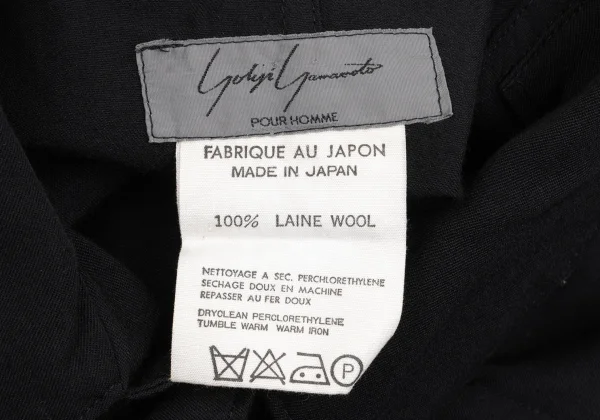 Yohji Yamamoto
POUR HOMME
FABRIQUE AU JAPON
MADE IN JAPAN
100% LAINE WOOL
NETTOYAGE A SEC. PERCHLORETHYLENE
SECHAGE DOUX EN MACHINE
REPASSER AU FER DOUX
DRYCLEAN PERCLORETHYLENE
TUMBLE WARM WARM IRON
P